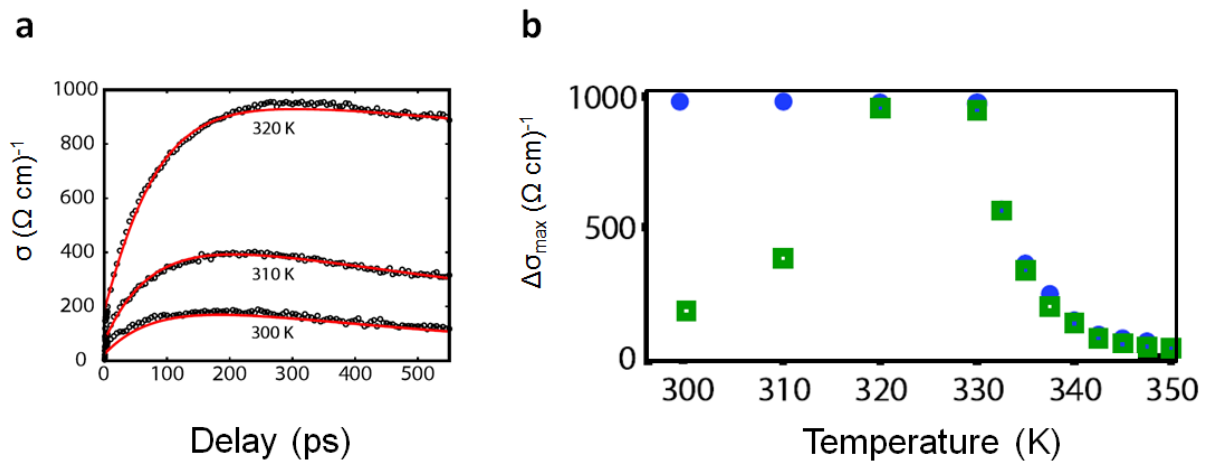 a
b
1000
800
600
400
200
0
σ (Ω cm)-1
320 K
310 K
300 K
0
100
200
300
400
500
Delay (ps)
1000
500
0
Δσmax (Ω cm)-1
300
310
320
330
340
350
Temperature (K)